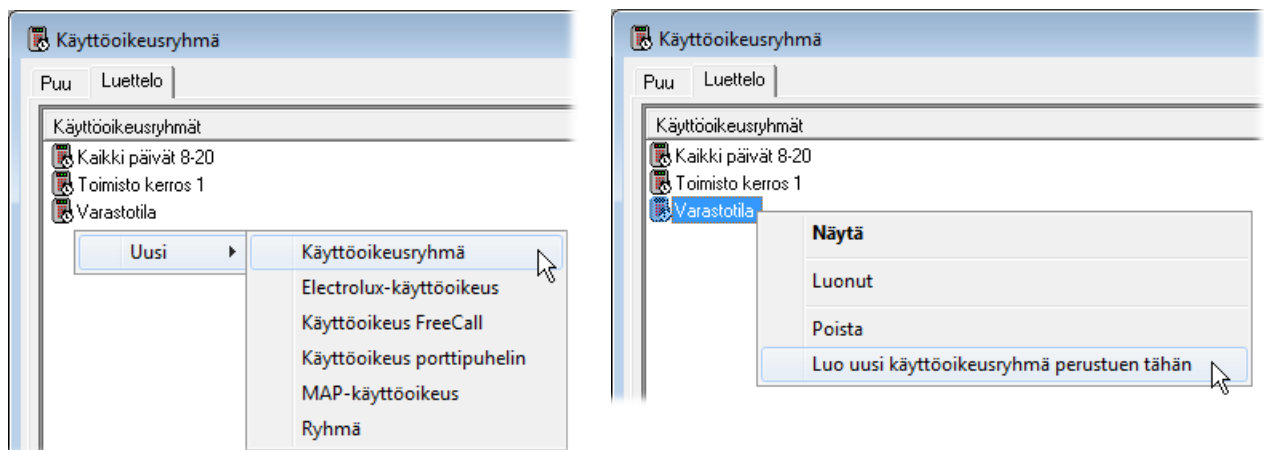 Käyttöoikeusryhmä
Puu Luettelo
Käyttöoikeusryhmät
Kaikki päivät 8-20
Toimisto kerros 1
Varastotila
Uusi
Käyttöoikeusryhmä
Electrolux-käyttöoikeus
Käyttöoikeus FreeCall
Käyttöoikeus porttipuhelin
MAP-käyttöoikeus
Ryhmä
Käyttöoikeusryhmä
Puu Luettelo
Käyttöoikeusryhmät
Kaikki päivät 8-20
Toimisto kerros 1
Varastotila
Näytä
Luonut
Poista
Luo uusi käyttöoikeusryhmä perustuen tähän